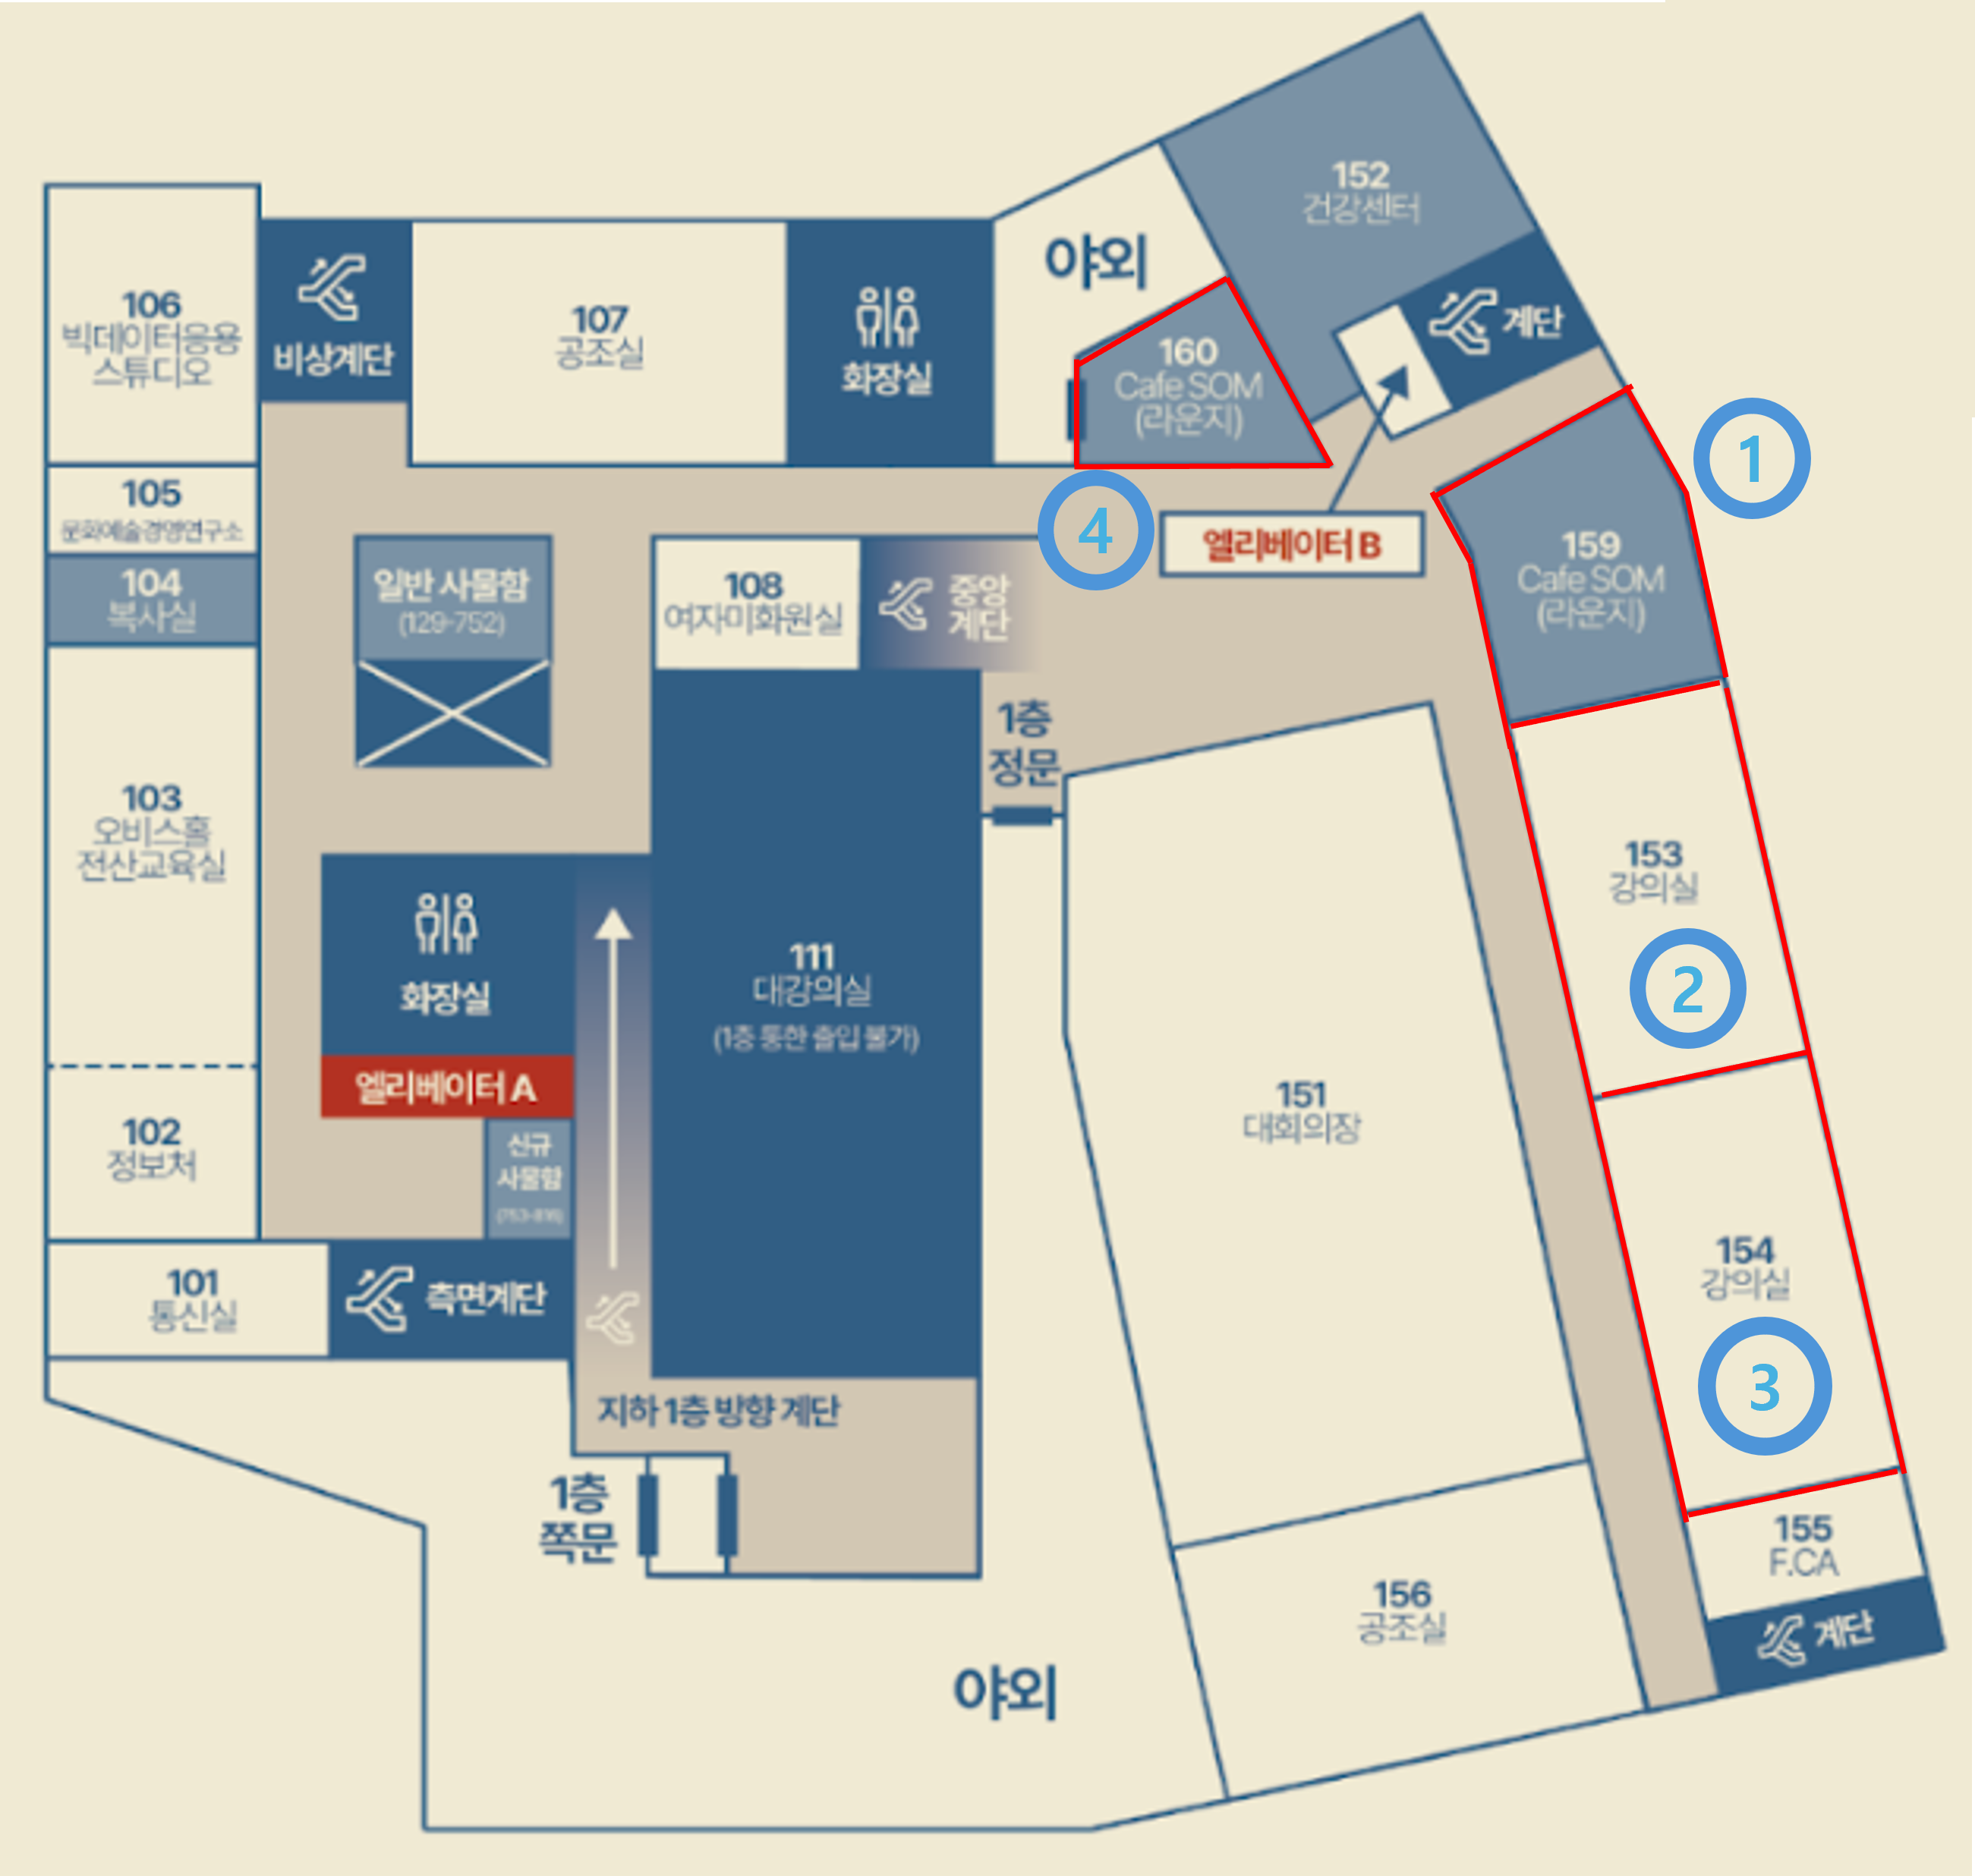 152
건강센터
야외
계단
106
빅데이터응용
스튜디오
비상계단
107
공조실
화장실
160
Cafe SOM
(라운지)
1
105
문화예술경영연구소
4
엘리베이터 B
159
Cafe SOM
(라운지)
104
복사실
일반 사물함
(129-752)
108
여자미화원실
중앙
계단
1층
정문
103
오비스홀
전산교육실
153
강의실
2
화장실
111
대강의실
(1층 통한 출입 불가)
엘리베이터 A
151
대회의장
102
정보처
신규
사물함
(753-816)
154
강의실
3
101
통신실
측면계단
지하 1층 방향 계단
1층
쪽문
155
F.CA
156
공조실
계단
야외